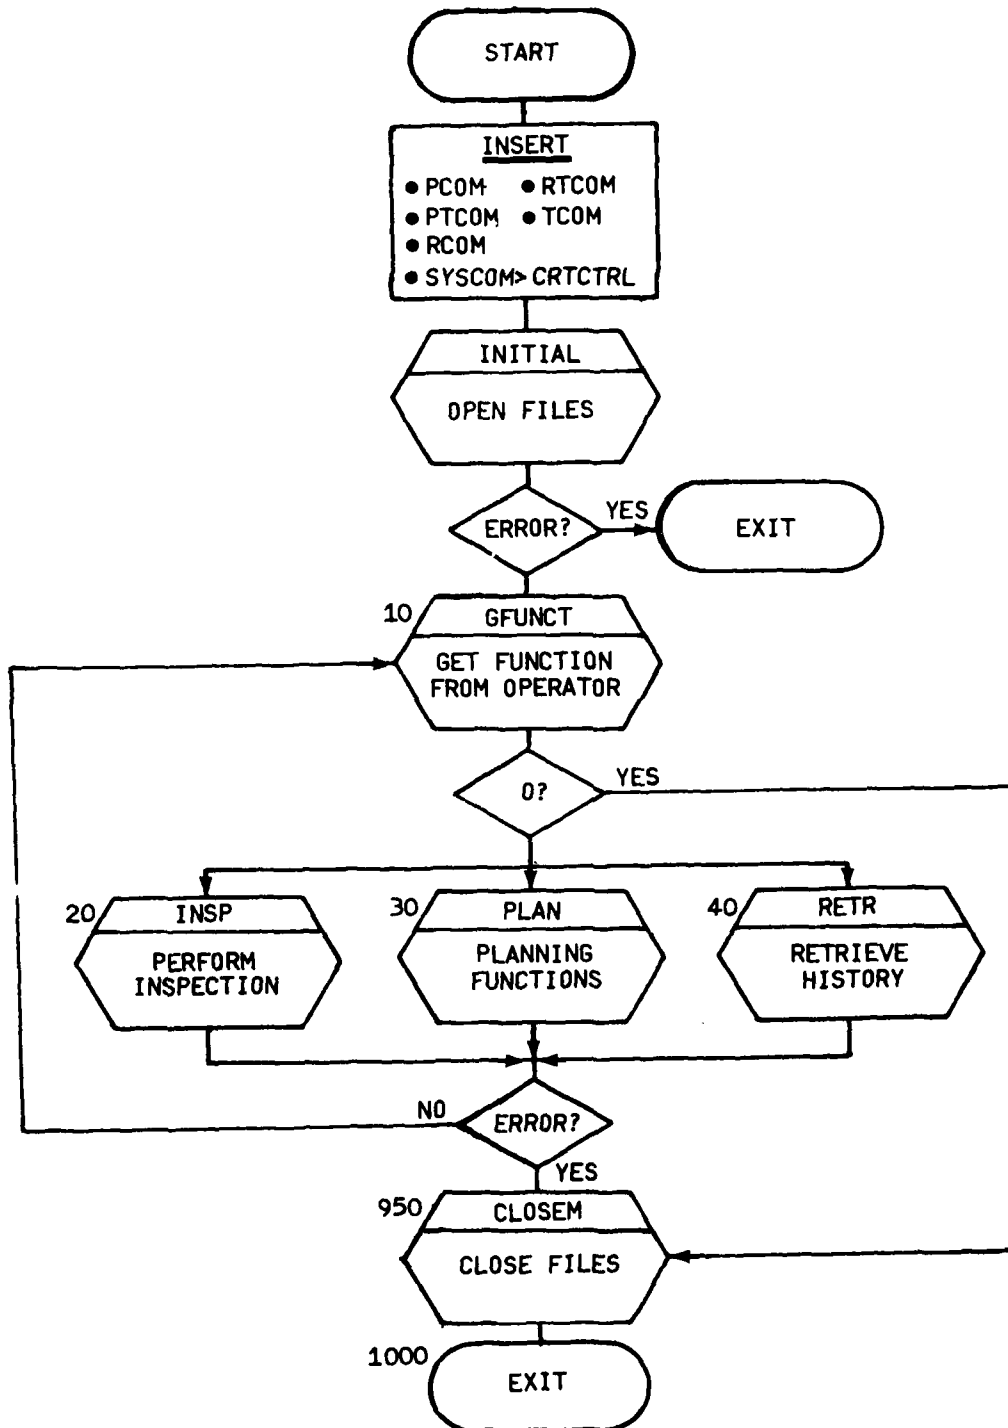 START
INSERT
• PCOM • RTCOM
• PTCOM • TCOM
• RCOM
• SYSCOM> CRTCTRL
INITIAL
OPEN FILES
ERROR?
YES
EXIT
10
GFUNCT
GET FUNCTION
FROM OPERATOR
0?
YES
20
INSP
PERFORM
INSPECTION
30
PLAN
PLANNING
FUNCTIONS
40
RETR
RETRIEVE
HISTORY
NO
ERROR?
YES
950
CLOSEM
CLOSE FILES
1000
EXIT